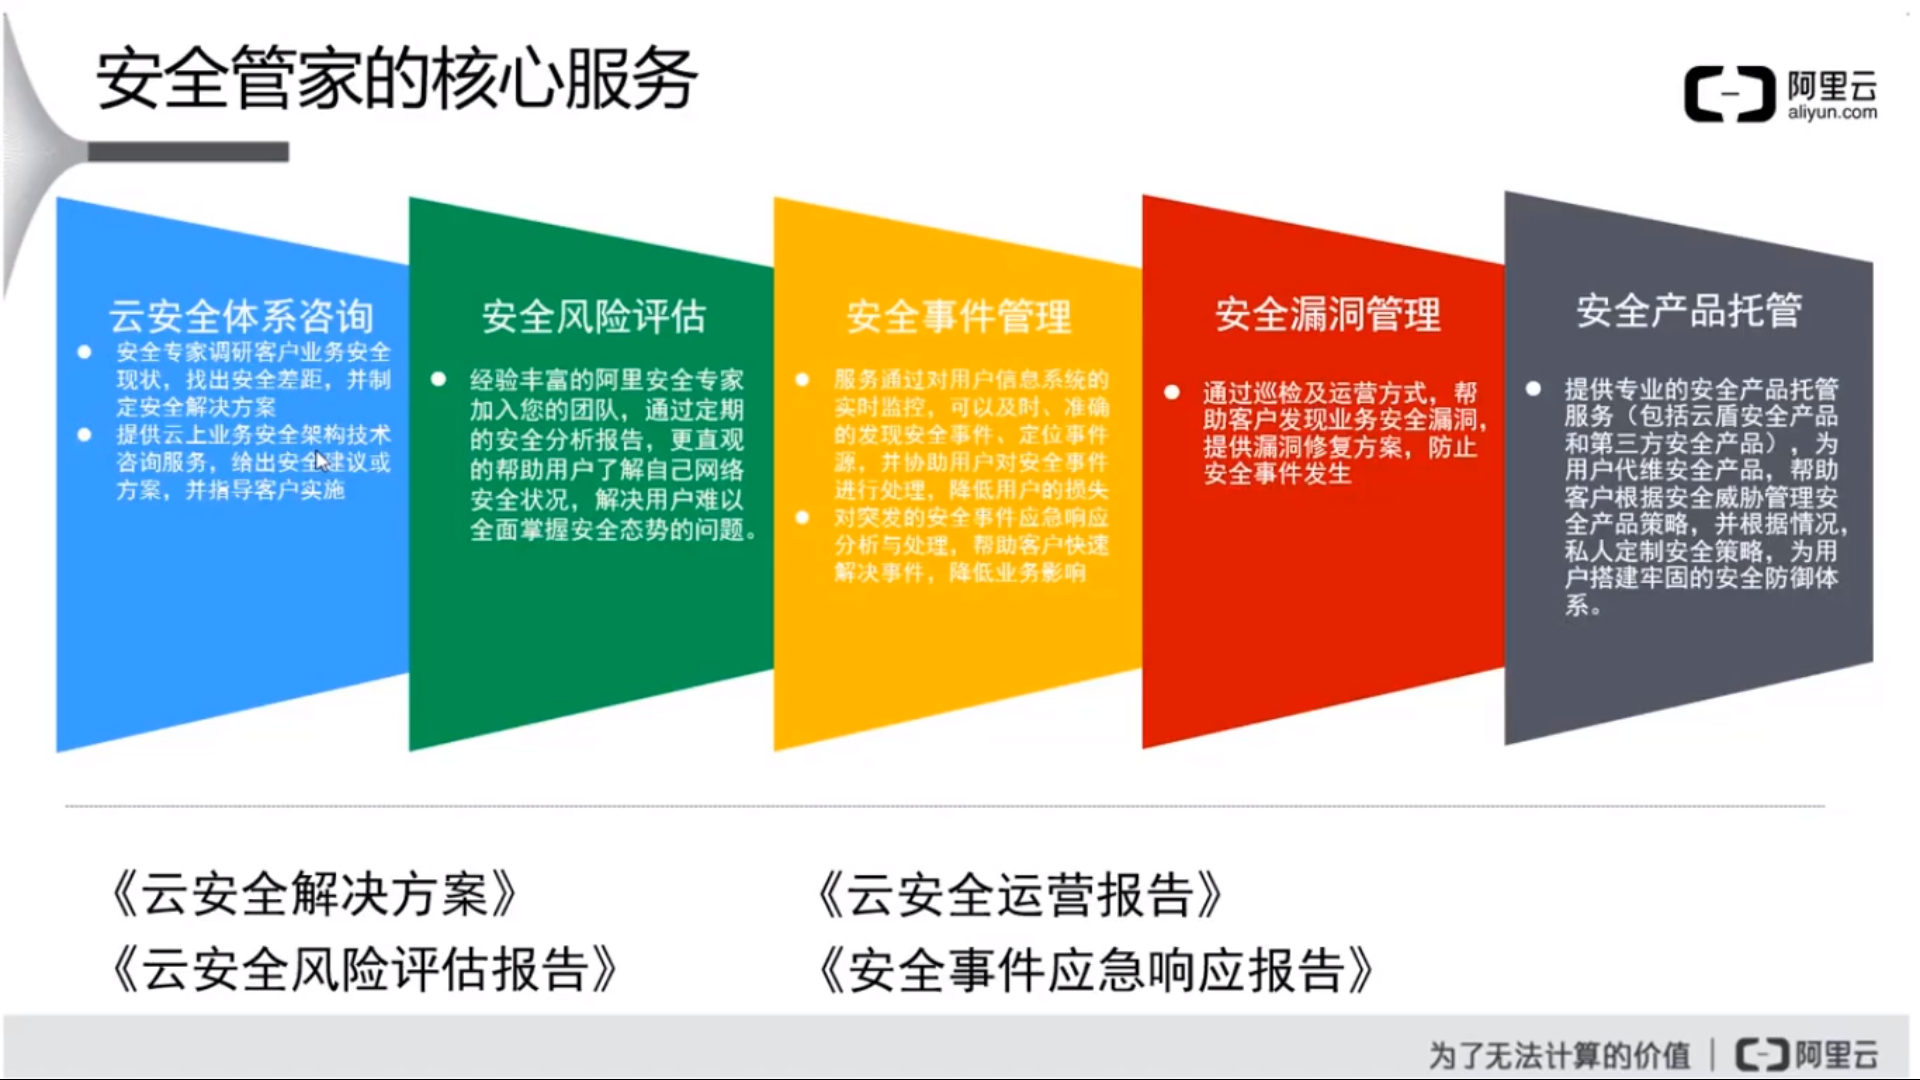 安全管家的核心服务
阿里云
aliyun.com
云安全体系咨询
安全专家调研客户业务安全
现状，找出安全差距，并制
定安全解决方案
提供云上业务安全架构技术
咨询服务，给出安全建议或
方案，并指导客户实施
安全风险评估
经验丰富的阿里安全专家
加入您的团队，通过定期
的安全分析报告，更直观
的帮助用户了解自己网络
安全状况，解决用户难以
全面掌握安全态势的问题。
安全事件管理
服务通过对用户信息系统的
实时监控，可以及时、准确
的发现安全事件、定位事件
源，并协助用户对安全事件
进行处理，降低用户的损失
对突发的安全事件应急响应
分析与处理，帮助客户快速
解决事件，降低业务影响
安全漏洞管理
通过巡检及运营方式，帮
助客户发现业务安全漏洞，
提供漏洞修复方案，防止
安全事件发生
安全产品托管
提供专业的安全产品托管
服务（包括云盾安全产品
和第三方安全产品），为
用户代维安全产品，帮助
客户根据安全威胁管理安
全产品策略，并根据情况，
私人定制安全策略，为用
户搭建牢固的安全防御体
系。
《云安全解决方案》
《云安全运营报告》
《云安全风险评估报告》
《安全事件应急响应报告》
为了无法计算的价值 | 阿里云